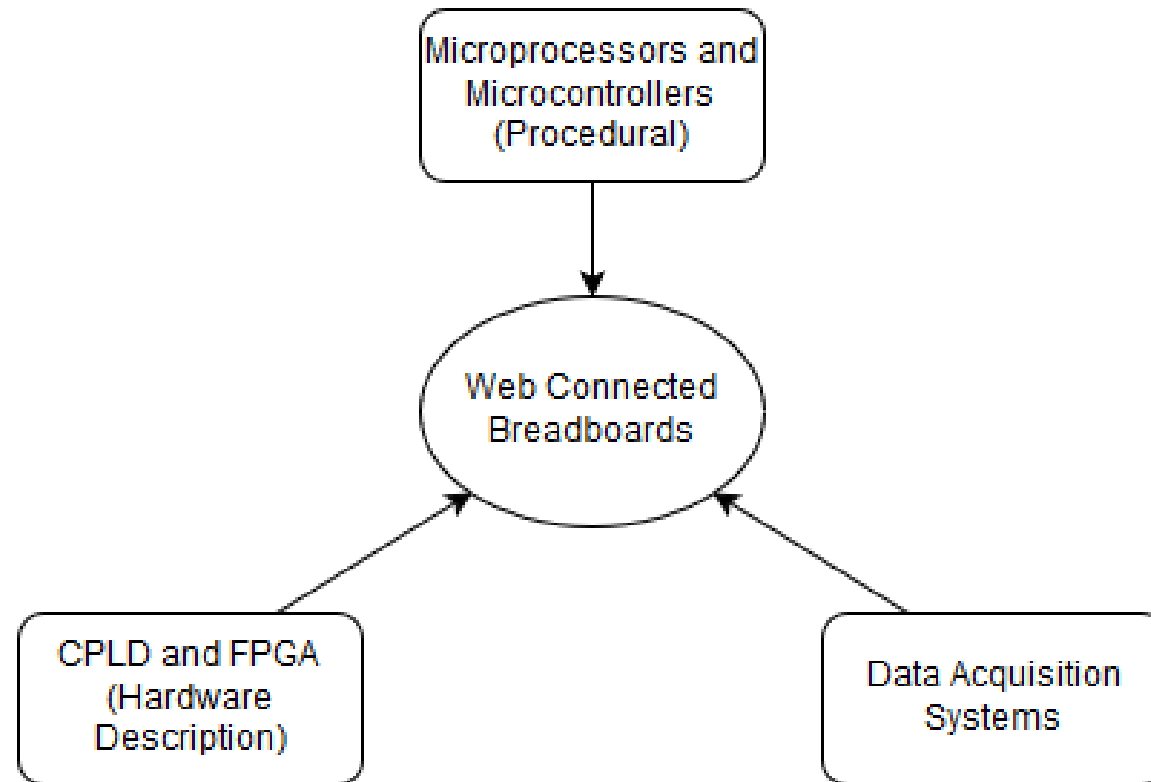 Microprocessors and
Microcontrollers
(Procedural)
Web Connected
Breadboards
CPLD and FPGA
(Hardware
Description)
Data Acquisition
Systems